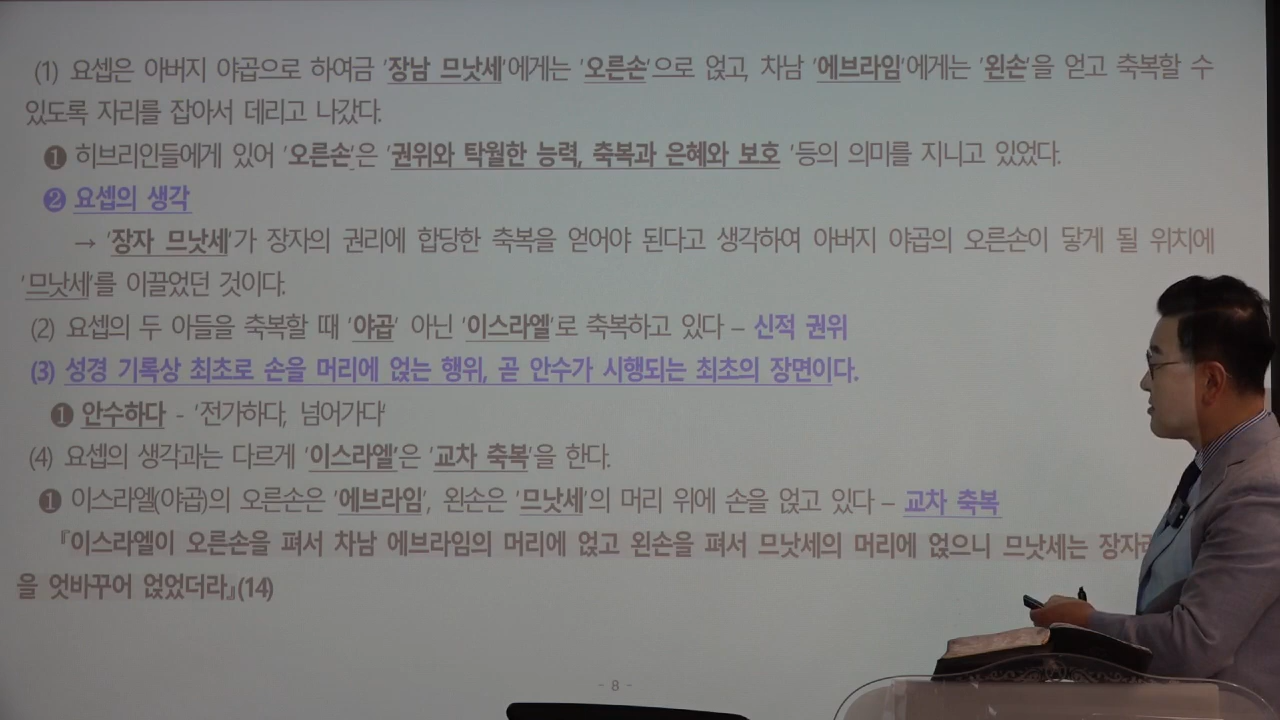 (1) 요셉은 아버지 야곱으로 하여금 '장남 므낫세'에게는 '오른손'으로 얹고, 차남 '에브라임'에게는 '왼손'을 얻고 축복할 수
있도록 자리를 잡아서 데리고 나갔다.
❶ 히브리인들에게 있어 '오른손'은 '권위와 탁월한 능력, 축복과 은혜와 보호 '등의 의미를 지니고 있었다.
❷ 요셉의 생각
→ '장자 므낫세'가 장자의 권리에 합당한 축복을 얻어야 된다고 생각하여 아버지 야곱의 오른손이 닿게 될 위치에
'므낫세'를 이끌었던 것이다.
(2) 요셉의 두 아들을 축복할 때 '야곱' 아닌 '이스라엘'로 축복하고 있다 – 신적 권위
(3) 성경 기록상 최초로 손을 머리에 얹는 행위, 곧 안수가 시행되는 최초의 장면이다.
❶ 안수하다 - '전가하다, 넘어가다'
(4) 요셉의 생각과는 다르게 '이스라엘'은 '교차 축복'을 한다.
❶ 이스라엘(야곱)의 오른손은 '에브라임', 왼손은 '므낫세'의 머리 위에 손을 얹고 있다 – 교차 축복
『이스라엘이 오른손을 펴서 차남 에브라임의 머리에 얹고 왼손을 펴서 므낫세의 머리에 얹으니 므낫세는
을 엇바꾸어 얹었더라』(14)
- 8 -